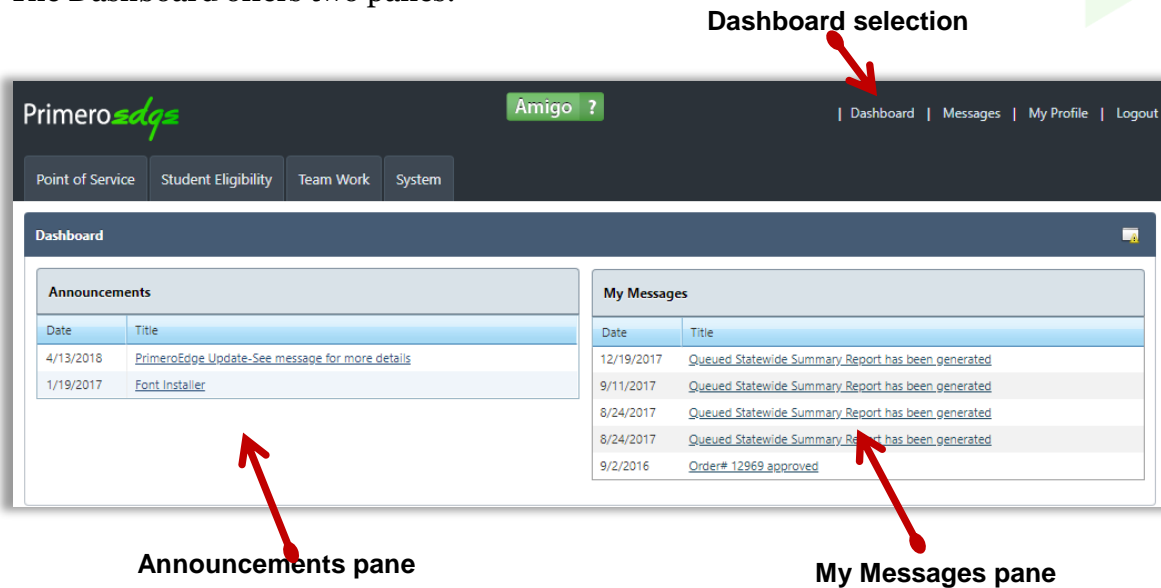 The Dashboard offers two panes:
Dashboard selection
Primeroedge
Amigo ?
| Dashboard | Messages | My Profile | Logout
Point of Service Student Eligibility Team Work System
Dashboard
Announcements
Date Title
4/13/2018 PrimeroEdge Update-See message for more details
1/19/2017 Font Installer
My Messages
Date Title
12/19/2017 Queued Statewide Summary Report has been generated
9/11/2017 Queued Statewide Summary Report has been generated
8/24/2017 Queued Statewide Summary Report has been generated
8/24/2017 Queued Statewide Summary Report has been generated
9/2/2016 Order# 12969 approved
Announcements pane
My Messages pane